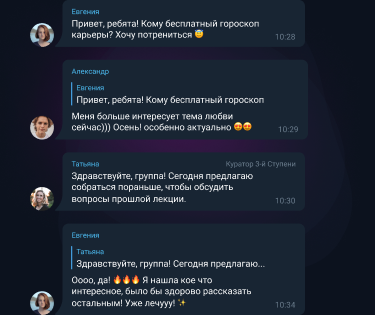 Евгения
Привет, ребята! Кому бесплатный гороскоп
карьеры? Хочу потрениться 😇
10:28
Александр
Евгения
Привет, ребята! Кому бесплатный гороскоп
Меня больше интересует тема любви
сейчас))) Осень! особенно актуально 😍😍
10:29
Татьяна
Куратор 3-й Ступени
Здравствуйте, группа! Сегодня предлагаю
собраться пораньше, чтобы обсудить
вопросы прошлой лекции.
10:30
Евгения
Татьяна
Здравствуйте, группа! Сегодня предлагаю...
Оооо, да! 🔥🔥🔥 Я нашла кое что
интересное, было бы здорово рассказать
остальным! Уже лечууу! ✨
10:34